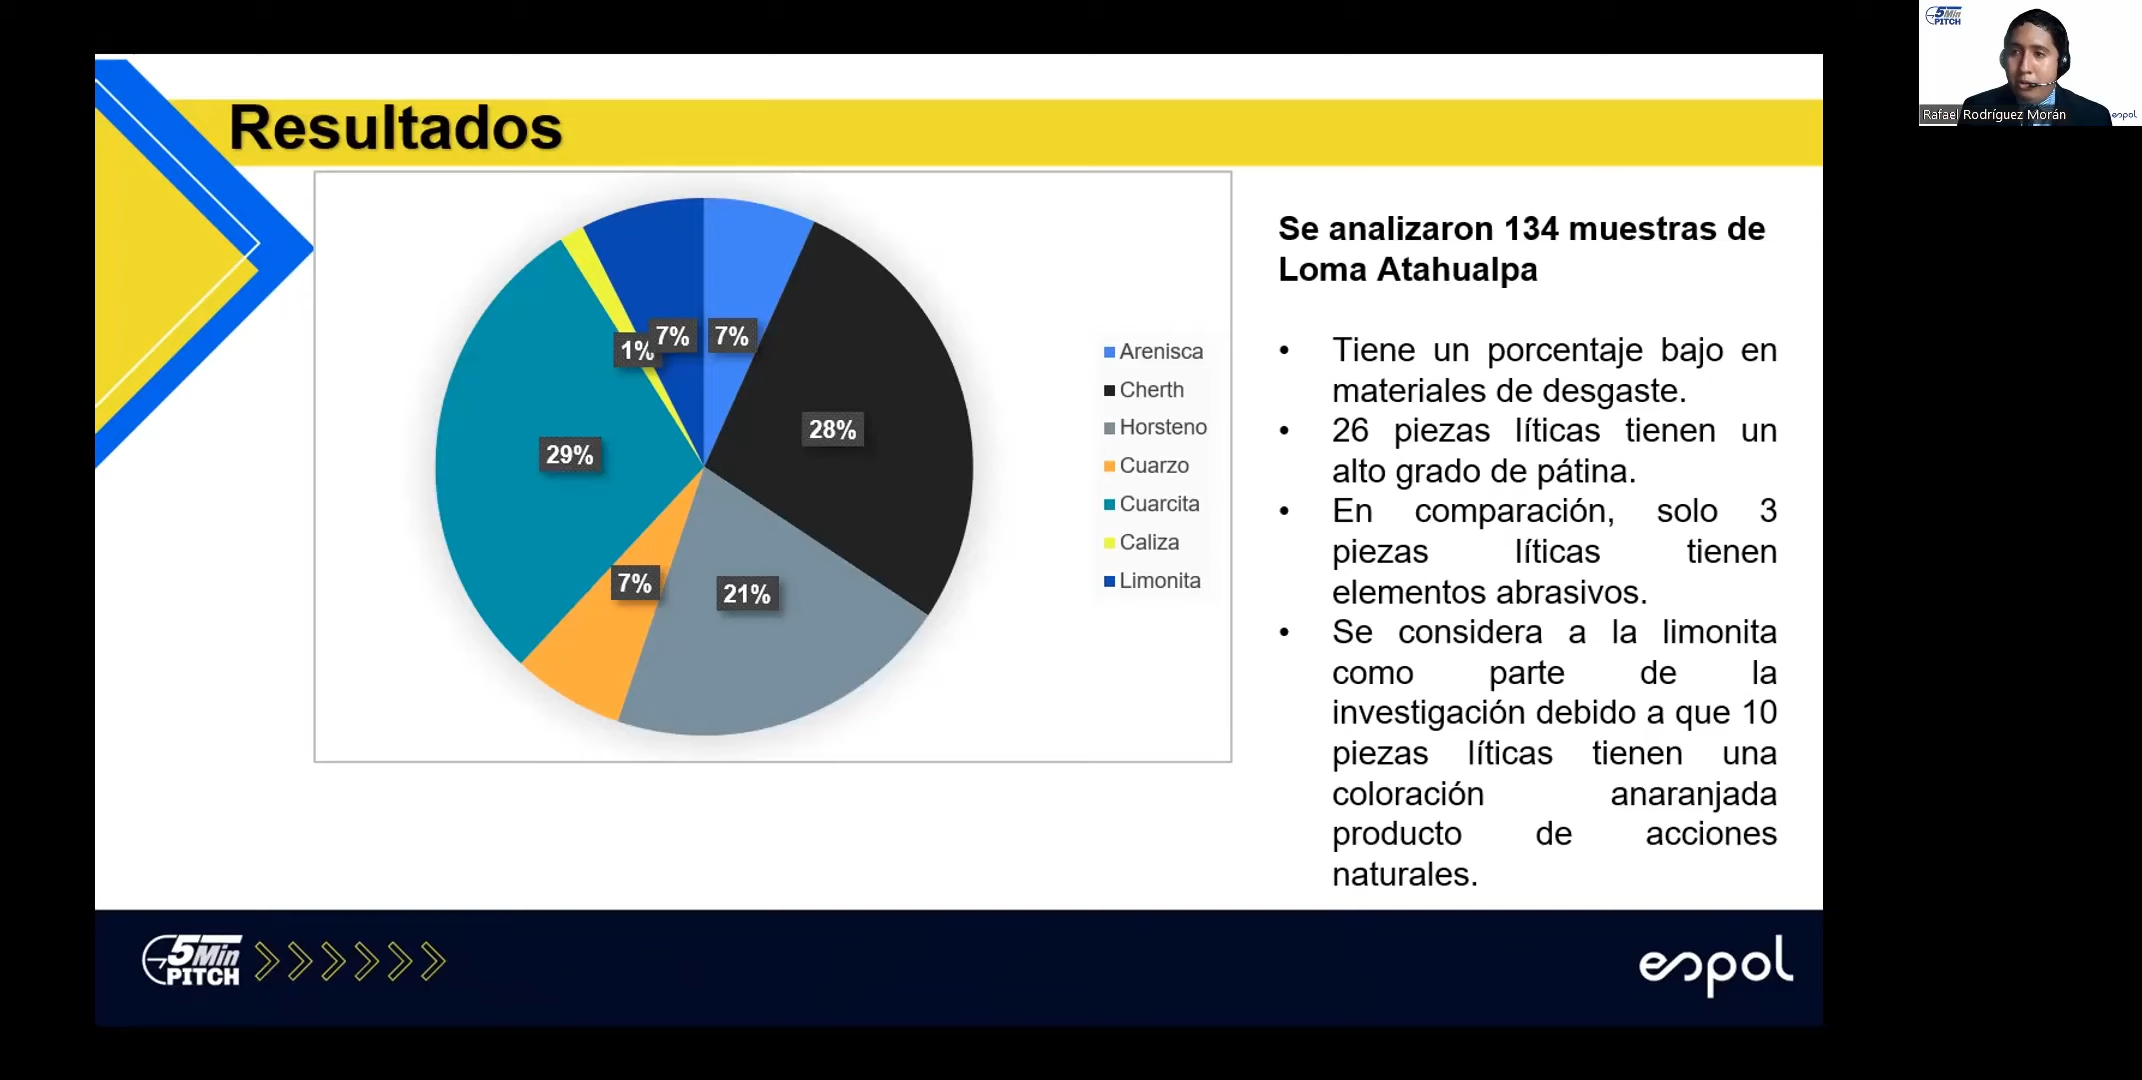 Resultados
7%
7%
1%
28%
29%
7%
21%
Arenisca
Cherth
Horsteno
Cuarzo
Cuarcita
Caliza
Limonita
Se analizaron 134 muestras de
Loma Atahualpa
• Tiene un porcentaje bajo en
materiales de desgaste.
• 26 piezas líticas tienen un
alto grado de pátina.
• En comparación, solo 3
piezas líticas tienen
elementos abrasivos.
• Se considera a la limonita
como parte de la
investigación debido a que 10
piezas líticas tienen una
coloración anaranjada
producto de acciones
naturales.
5Min
PITCH
espol
5Min
PITCH
Rafael Rodríguez Morán
espol